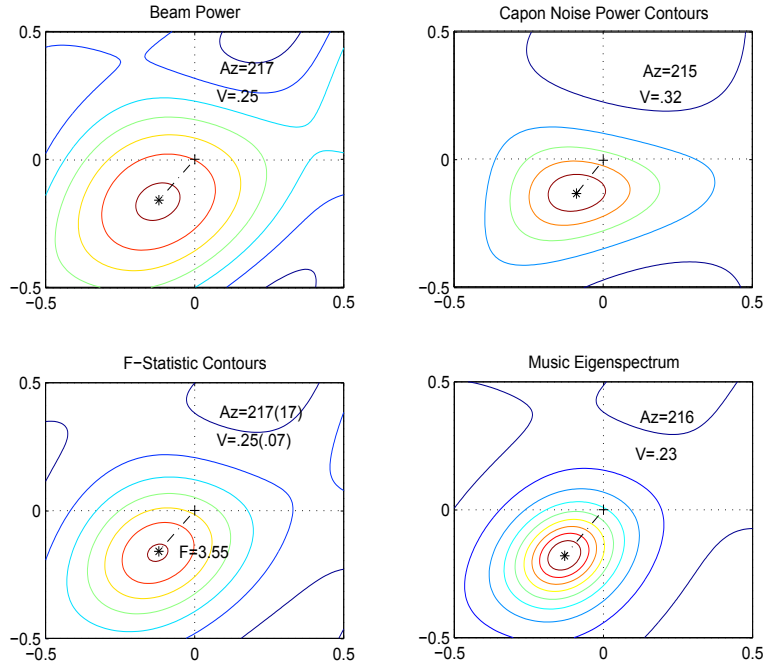 Beam Power
0.5
Az=217
V=.25
0
−0.5
−0.5
0
0.5
Capon Noise Power Contours
0.5
Az=215
V=.32
0
−0.5
−0.5
0
0.5
F−Statistic Contours
0.5
Az=217(17)
V=.25(.07)
0
F=3.55
−0.5
−0.5
0
0.5
Music Eigenspectrum
0.5
Az=216
V=.23
0
−0.5
−0.5
0
0.5